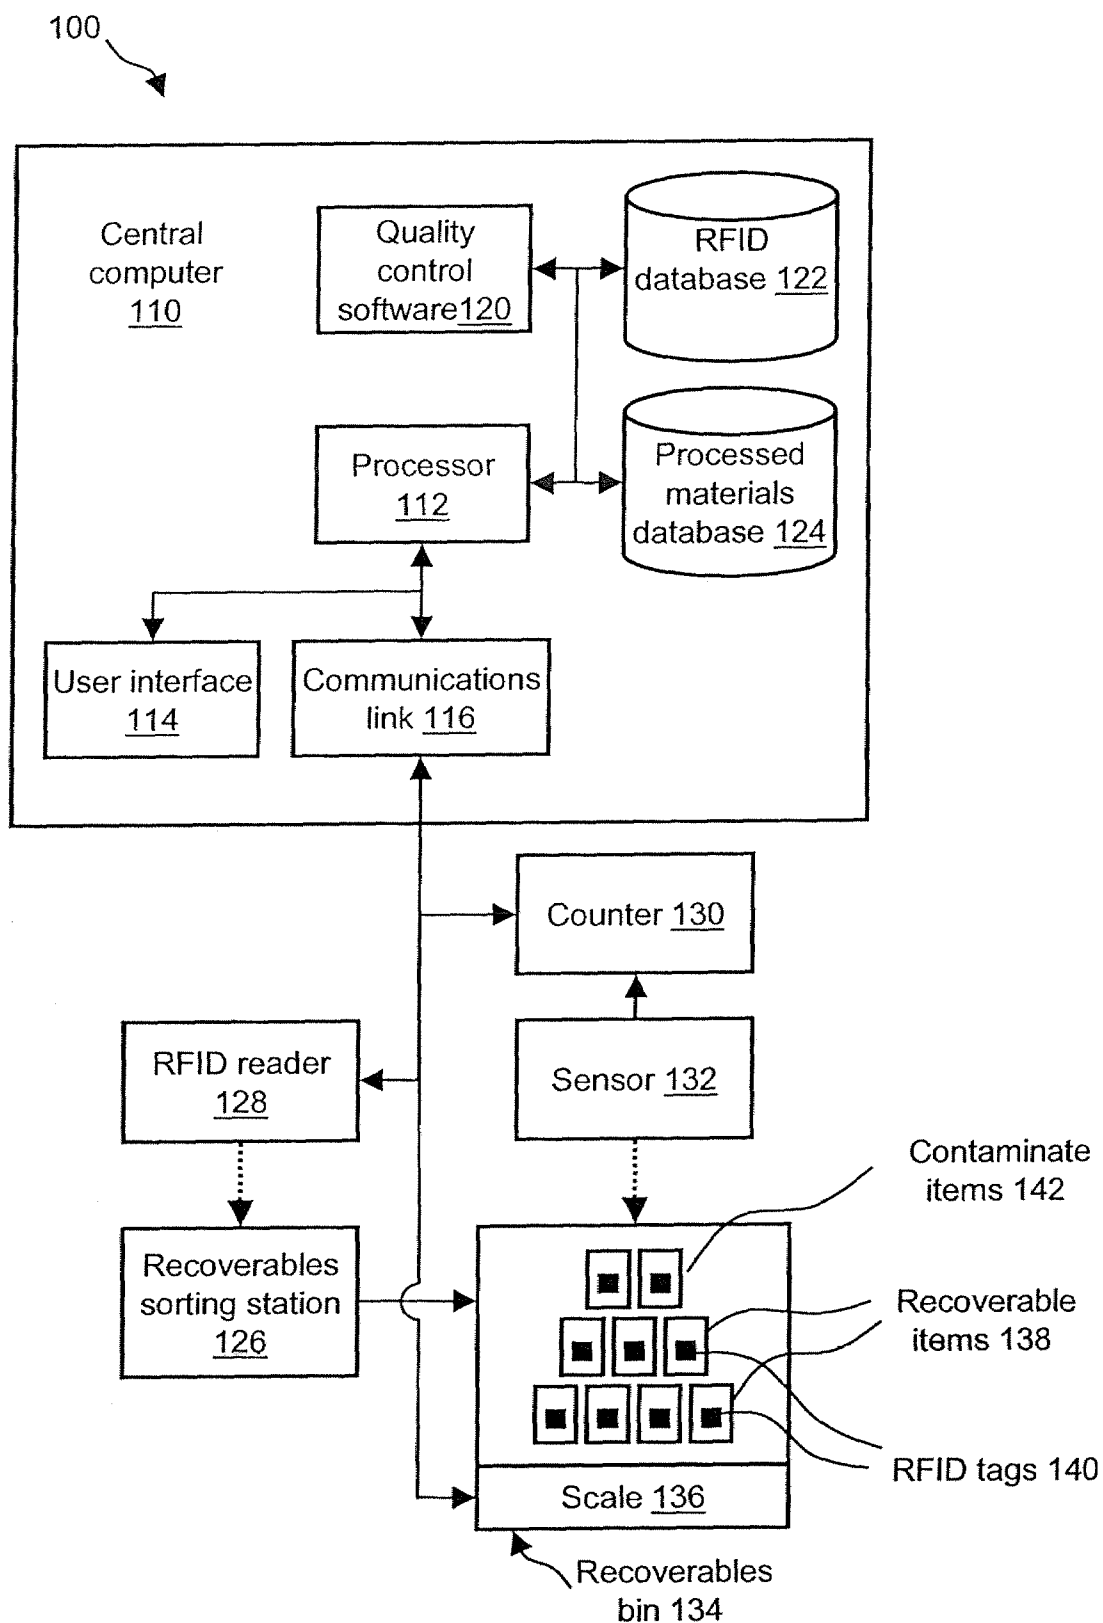 100
Central
computer
110
Quality
control
software120
RFID
database 122
Processor
112
Processed
materials
database 124
User interface
114
Communications
link 116
Counter 130
RFID reader
128
Sensor 132
Contaminate
items 142
Recoverables
sorting station
126
Recoverable
items 138
RFID tags 140
Scale 136
Recoverables
bin 134